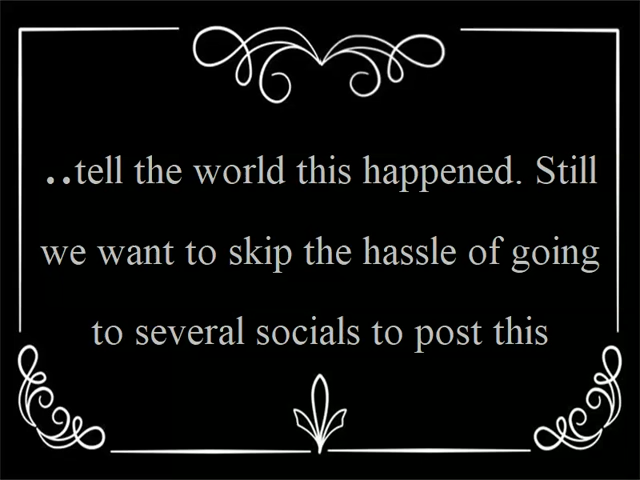 ..tell the world this happened. Still
we want to skip the hassle of going
to several socials to post this